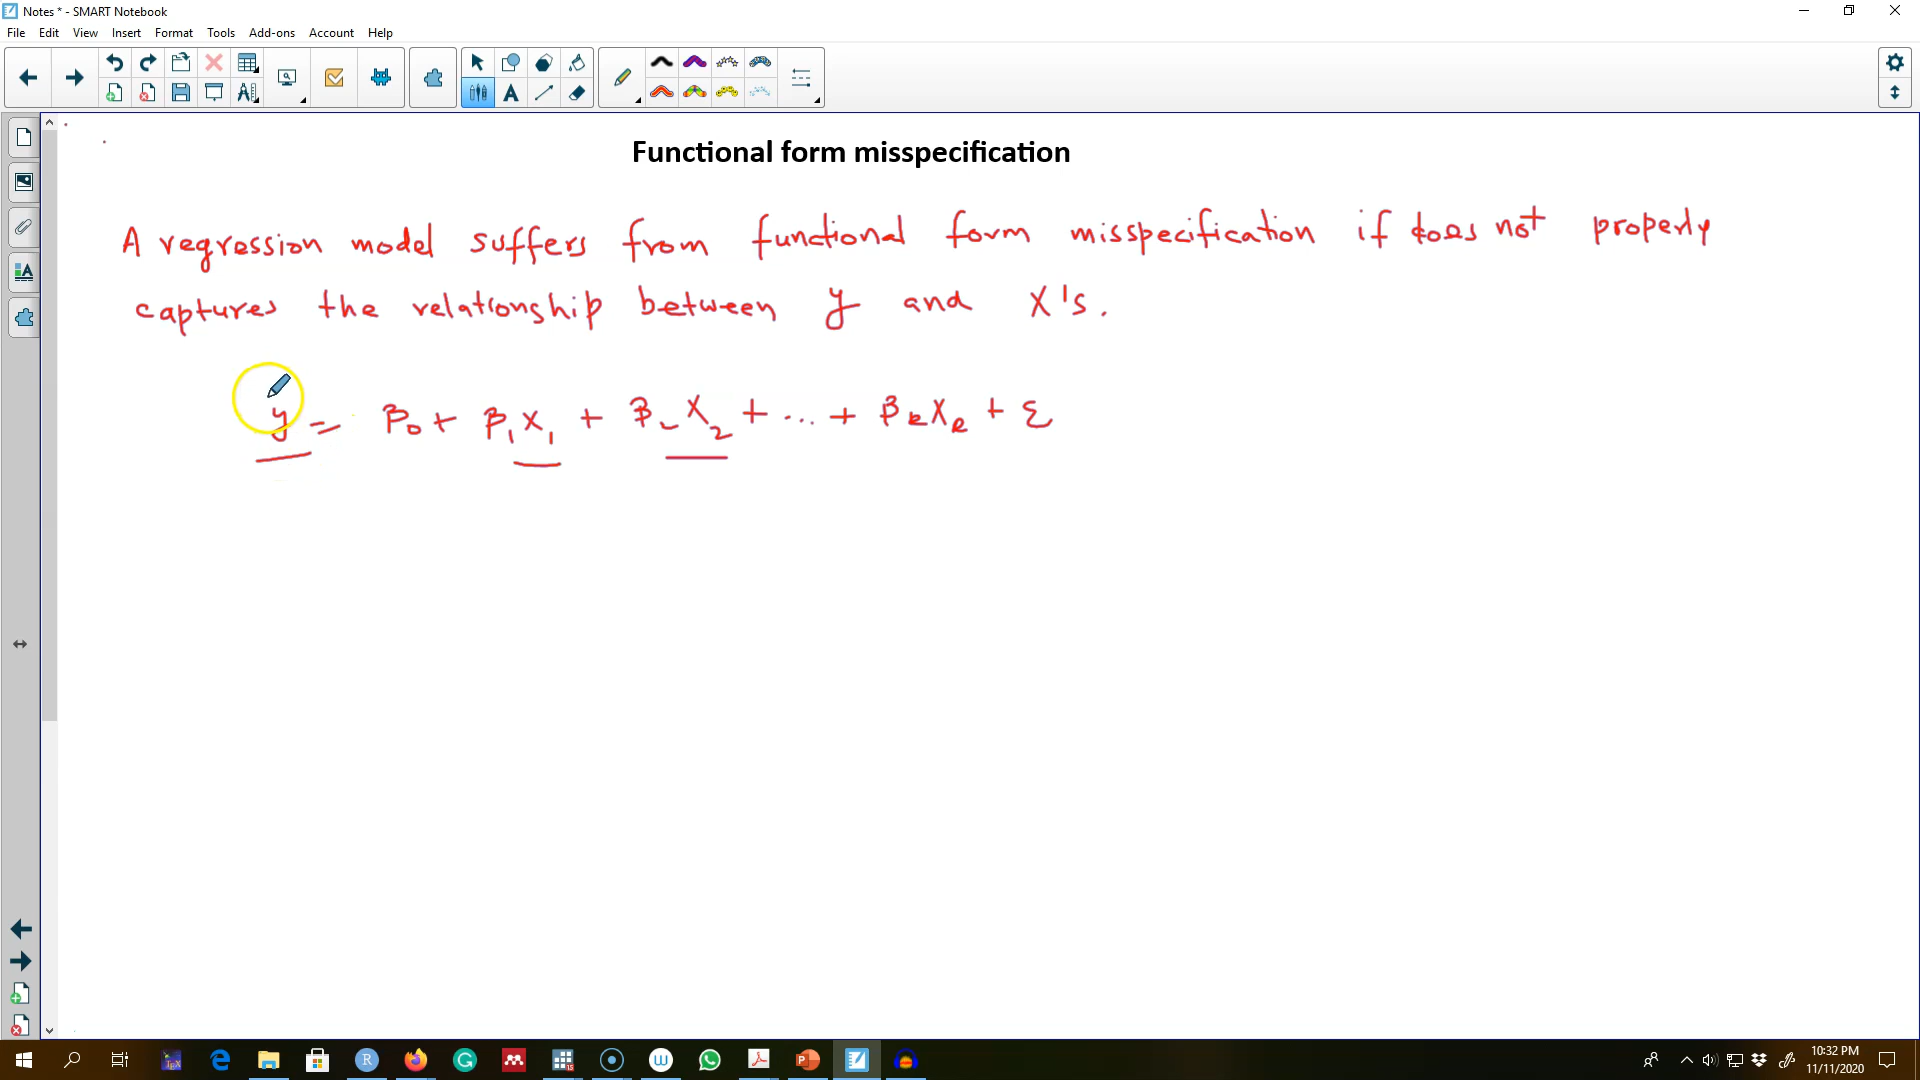 Notes * - SMART Notebook
File Edit View Insert Format Tools Add-ons Account Help
Functional form misspecification
A regression model suffers from functional form misspecification if does not properly
captures the relationship between y and X's.
y = β₀ + β₁X₁ + β₂X₂ + ... + βₖXₖ + ε
10:32 PM
11/11/2020